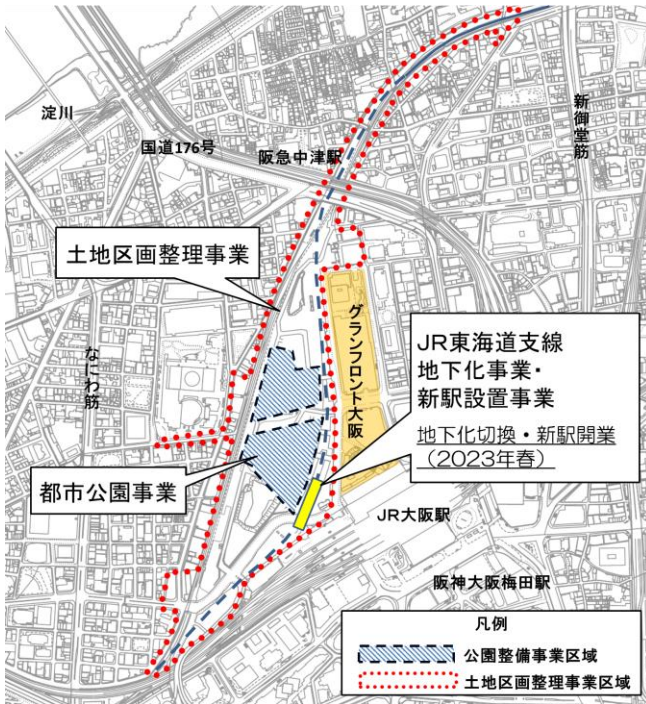 淀川
国道176号
阪急中津駅
新御堂筋
土地区画整理事業
グランフロント大阪
なにわ筋
JR東海道支線
地下化事業・
新駅設置事業
地下化切換・新駅開業
（2023年春）
都市公園事業
JR大阪駅
阪神大阪梅田駅
凡例
公園整備事業区域
土地区画整理事業区域